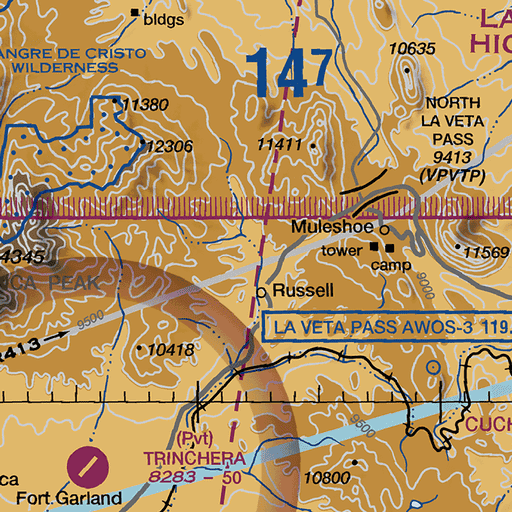 bldgs
LA
HIG
10635
ANGRE DE CRISTO
WILDERNESS
147
11380
NORTH
LA VETA
PASS
9413
(VPVTP)
12306
11411
Muleshoe
4345
tower
camp
11569
CA PEAK
9000
Russell
9500
8413
LA VETA PASS AWOS-3 119.
10418
9500
CUCH
(Pvt)
TRINCHERA
8283 - 50
ca
Fort Garland
10800